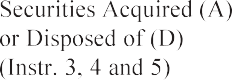 Securities Acquired (A)
or Disposed of (D)
(Instr. 3, 4 and 5)